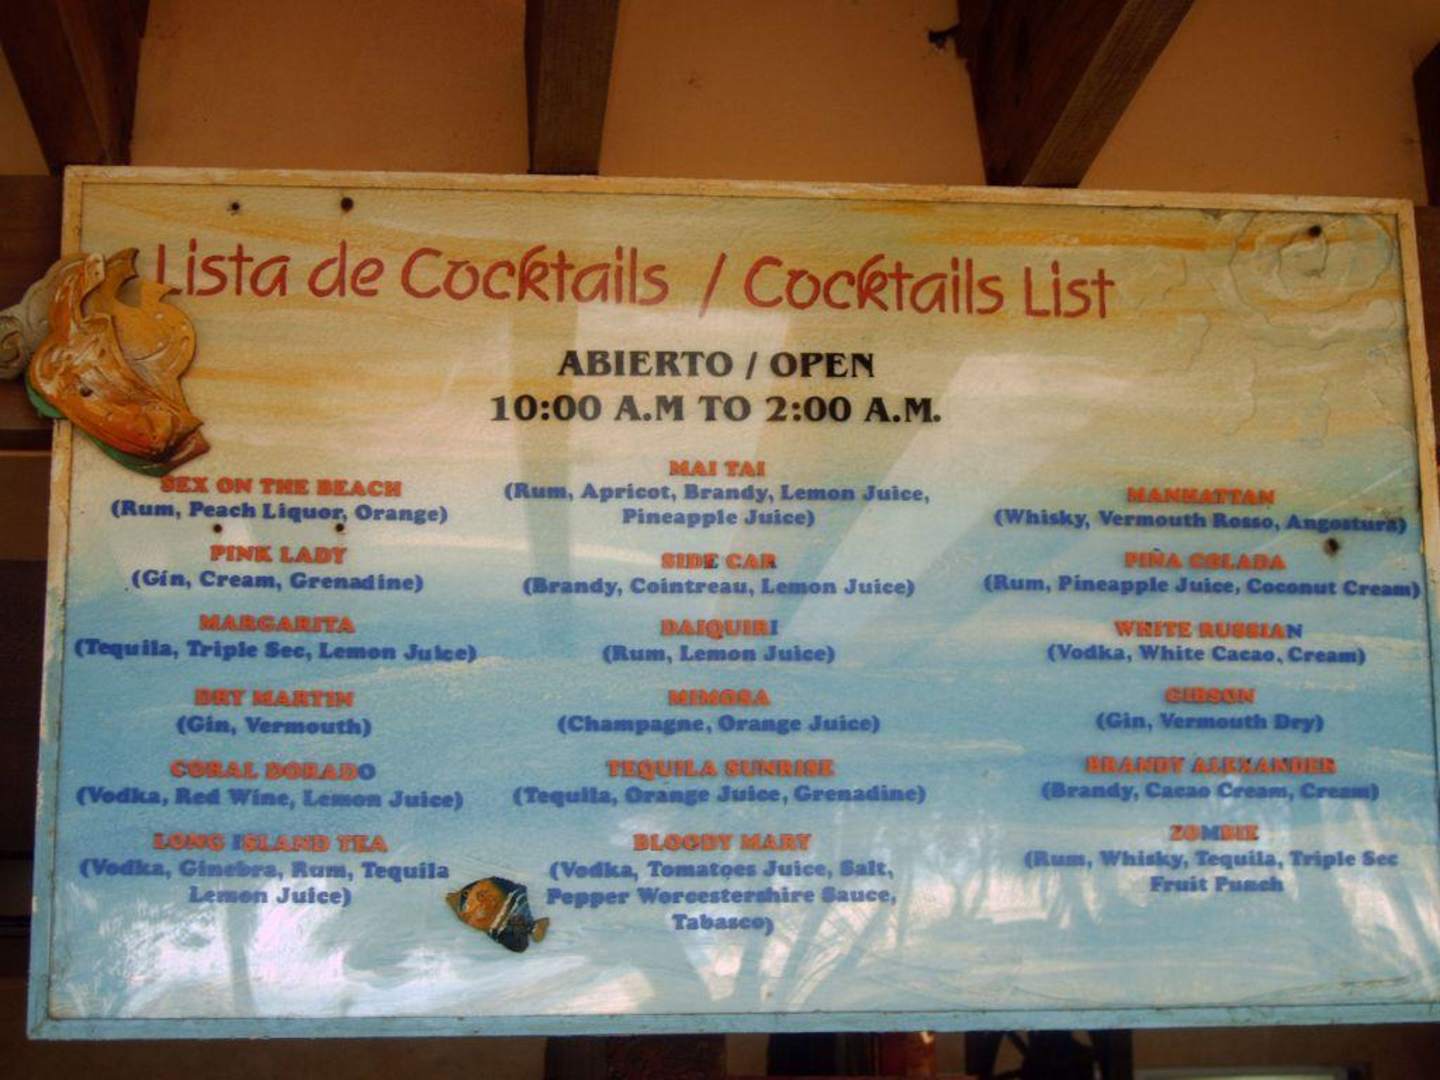 Lista de Cocktails / Cocktails List
ABIERTO / OPEN
10:00 A.M TO 2:00 A.M.
SEX ON THE BEACH
(Rum, Peach Liquor, Orange)
PINK LADY
(Gin, Cream, Grenadine)
MARGARITA
(Tequila, Triple Sec, Lemon Juice)
DRY MARTIN
(Gin, Vermouth)
CORAL DORADO
(Vodka, Red Wine, Lemon Juice)
LONG ISLAND TEA
(Vodka, Ginebra, Rum, Tequila
Lemon Juice)
MAI TAI
(Rum, Apricot, Brandy, Lemon Juice,
Pineapple Juice)
SIDE CAR
(Brandy, Cointreau, Lemon Juice)
DAIQUIRI
(Rum, Lemon Juice)
MIMOSA
(Champagne, Orange Juice)
TEQUILA SUNRISE
(Tequila, Orange Juice, Grenadine)
BLOODY MARY
(Vodka, Tomatoes Juice, Salt,
Pepper Worcestershire Sauce,
Tabasco)
MANHATTAN
(Whisky, Vermouth Rosso, Angostura)
PIÑA COLADA
(Rum, Pineapple Juice, Coconut Cream)
WHITE RUSSIAN
(Vodka, White Cacao, Cream)
GIBSON
(Gin, Vermouth Dry)
BRANDY ALEXANDER
(Brandy, Cacao Cream, Cream)
ZOMBIE
(Rum, Whisky, Tequila, Triple Sec
Fruit Punch